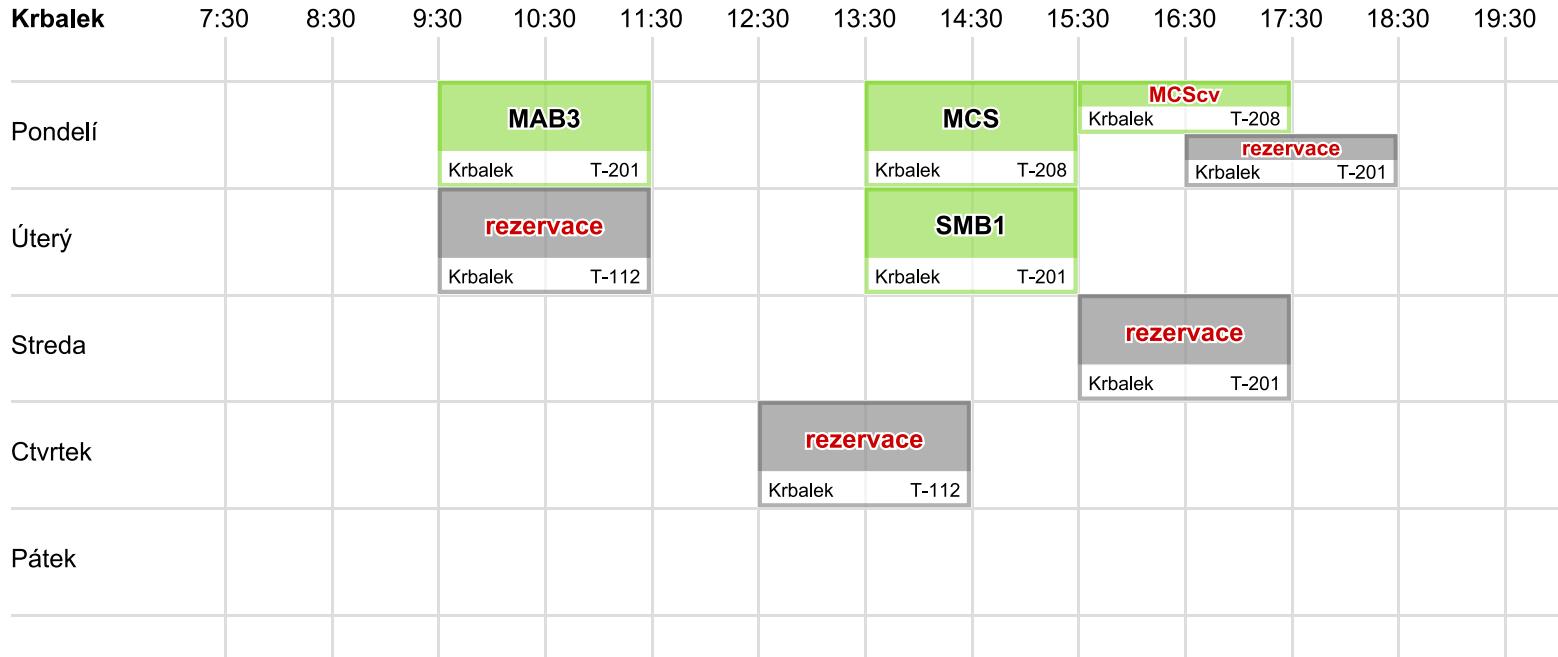 Krbalek 7:30 8:30 9:30 10:30 11:30 12:30 13:30 14:30 15:30 16:30 17:30 18:30 19:30
Pondelí
MAB3
Krbalek T-201
MCS
Krbalek T-208
MCScv
Krbalek T-208
rezervace
Krbalek T-201
Úterý
rezervace
Krbalek T-112
SMB1
Krbalek T-201
Streda
rezervace
Krbalek T-201
Ctvrtek
rezervace
Krbalek T-112
Pátek